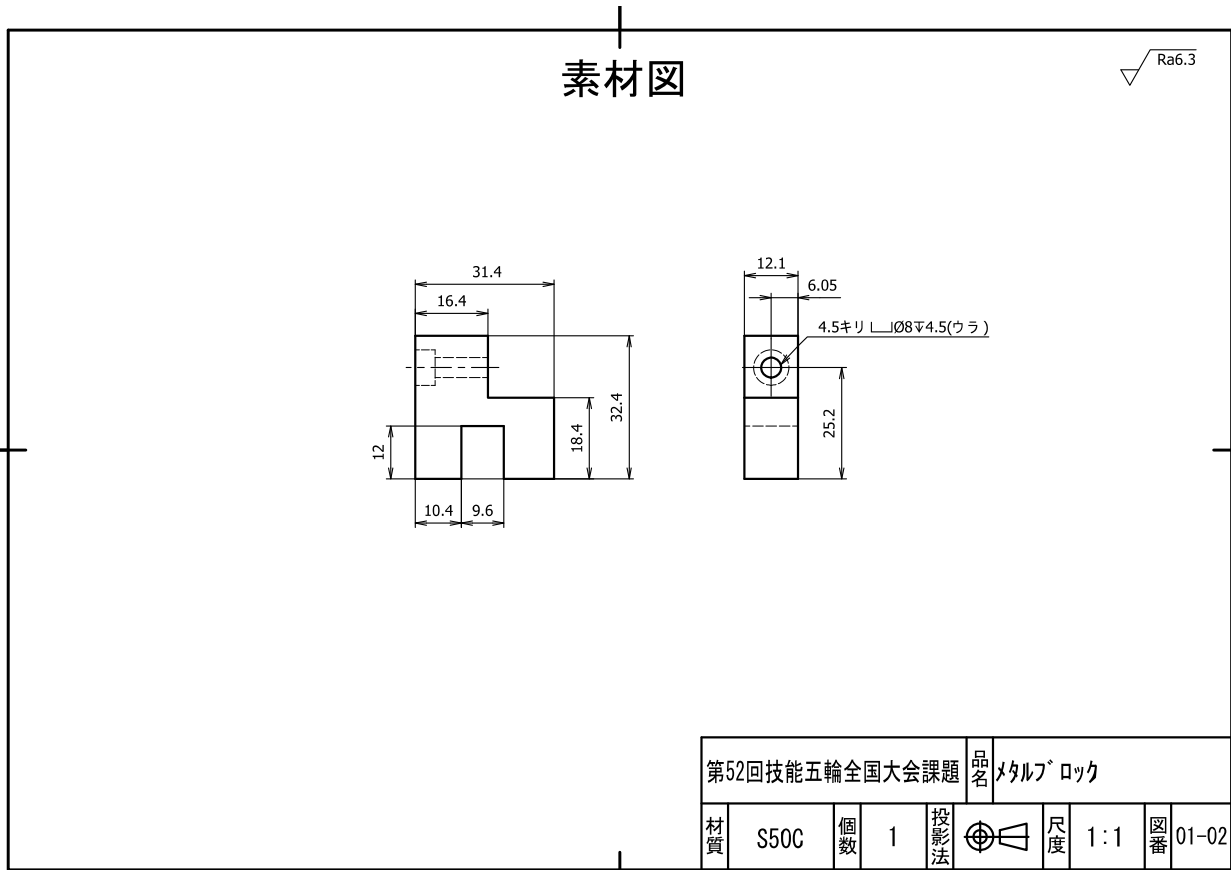 素材図
Ra6.3
31.4
16.4
32.4
18.4
12
10.4
9.6
12.1
6.05
4.5キリ ⌴Ø8↧4.5(ウラ)
25.2
第52回技能五輪全国大会課題
品名
メタルブロック
材質
S50C
個数
1
投影法
尺度
1:1
図番
01-02